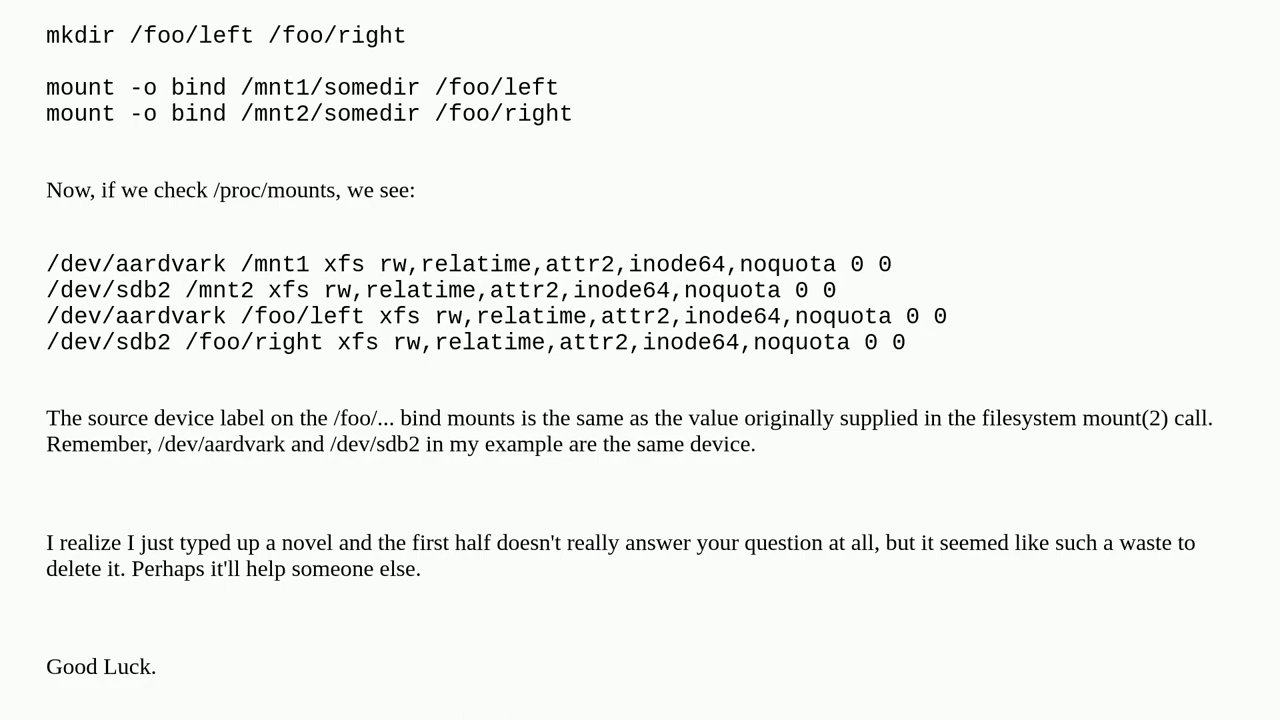 mkdir /foo/left /foo/right
mount -o bind /mnt1/somedir /foo/left
mount -o bind /mnt2/somedir /foo/right
Now, if we check /proc/mounts, we see:
/dev/aardvark /mnt1 xfs rw,relatime,attr2,inode64,noquota 0 0
/dev/sdb2 /mnt2 xfs rw,relatime,attr2,inode64,noquota 0 0
/dev/aardvark /foo/left xfs rw,relatime,attr2,inode64,noquota 0 0
/dev/sdb2 /foo/right xfs rw,relatime,attr2,inode64,noquota 0 0
The source device label on the /foo/... bind mounts is the same as the value originally supplied in the filesystem mount(2) call.
Remember, /dev/aardvark and /dev/sdb2 in my example are the same device.
I realize I just typed up a novel and the first half doesn't really answer your question at all, but it seemed like such a waste to
delete it. Perhaps it'll help someone else.
Good Luck.